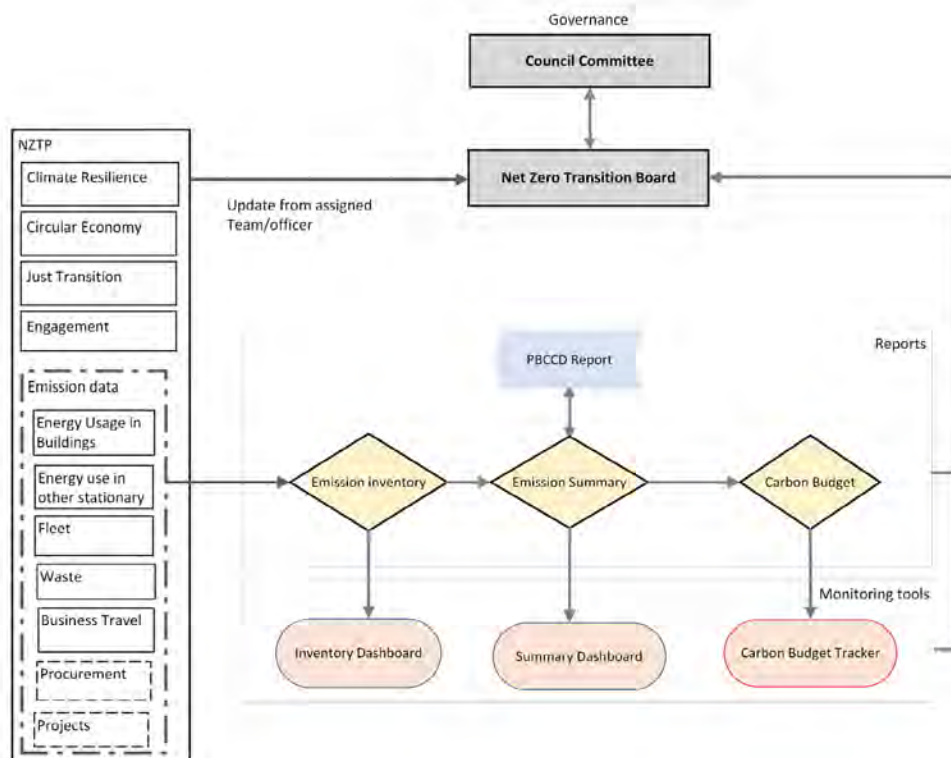 Governance
Council Committee
Net Zero Transition Board
NZTP
Climate Resilience
Circular Economy
Just Transition
Engagement
Update from assigned
Team/officer
Emission data
Energy Usage in
Buildings
Energy use in
other stationary
Fleet
Waste
Business Travel
Procurement
Projects
Reports
PBCCD Report
Emission inventory
Emission Summary
Carbon Budget
Monitoring tools
Inventory Dashboard
Summary Dashboard
Carbon Budget Tracker